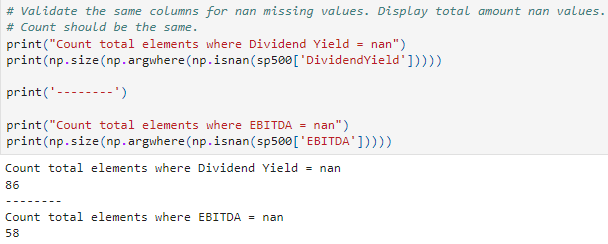 # Validate the same columns for nan missing values. Display total amount nan values.
# Count should be the same.
print("Count total elements where Dividend Yield = nan")
print(np.size(np.argwhere(np.isnan(sp500['DividendYield']))))
print('--------')
print("Count total elements where EBITDA = nan")
print(np.size(np.argwhere(np.isnan(sp500['EBITDA']))))
Count total elements where Dividend Yield = nan
86
--------
Count total elements where EBITDA = nan
58